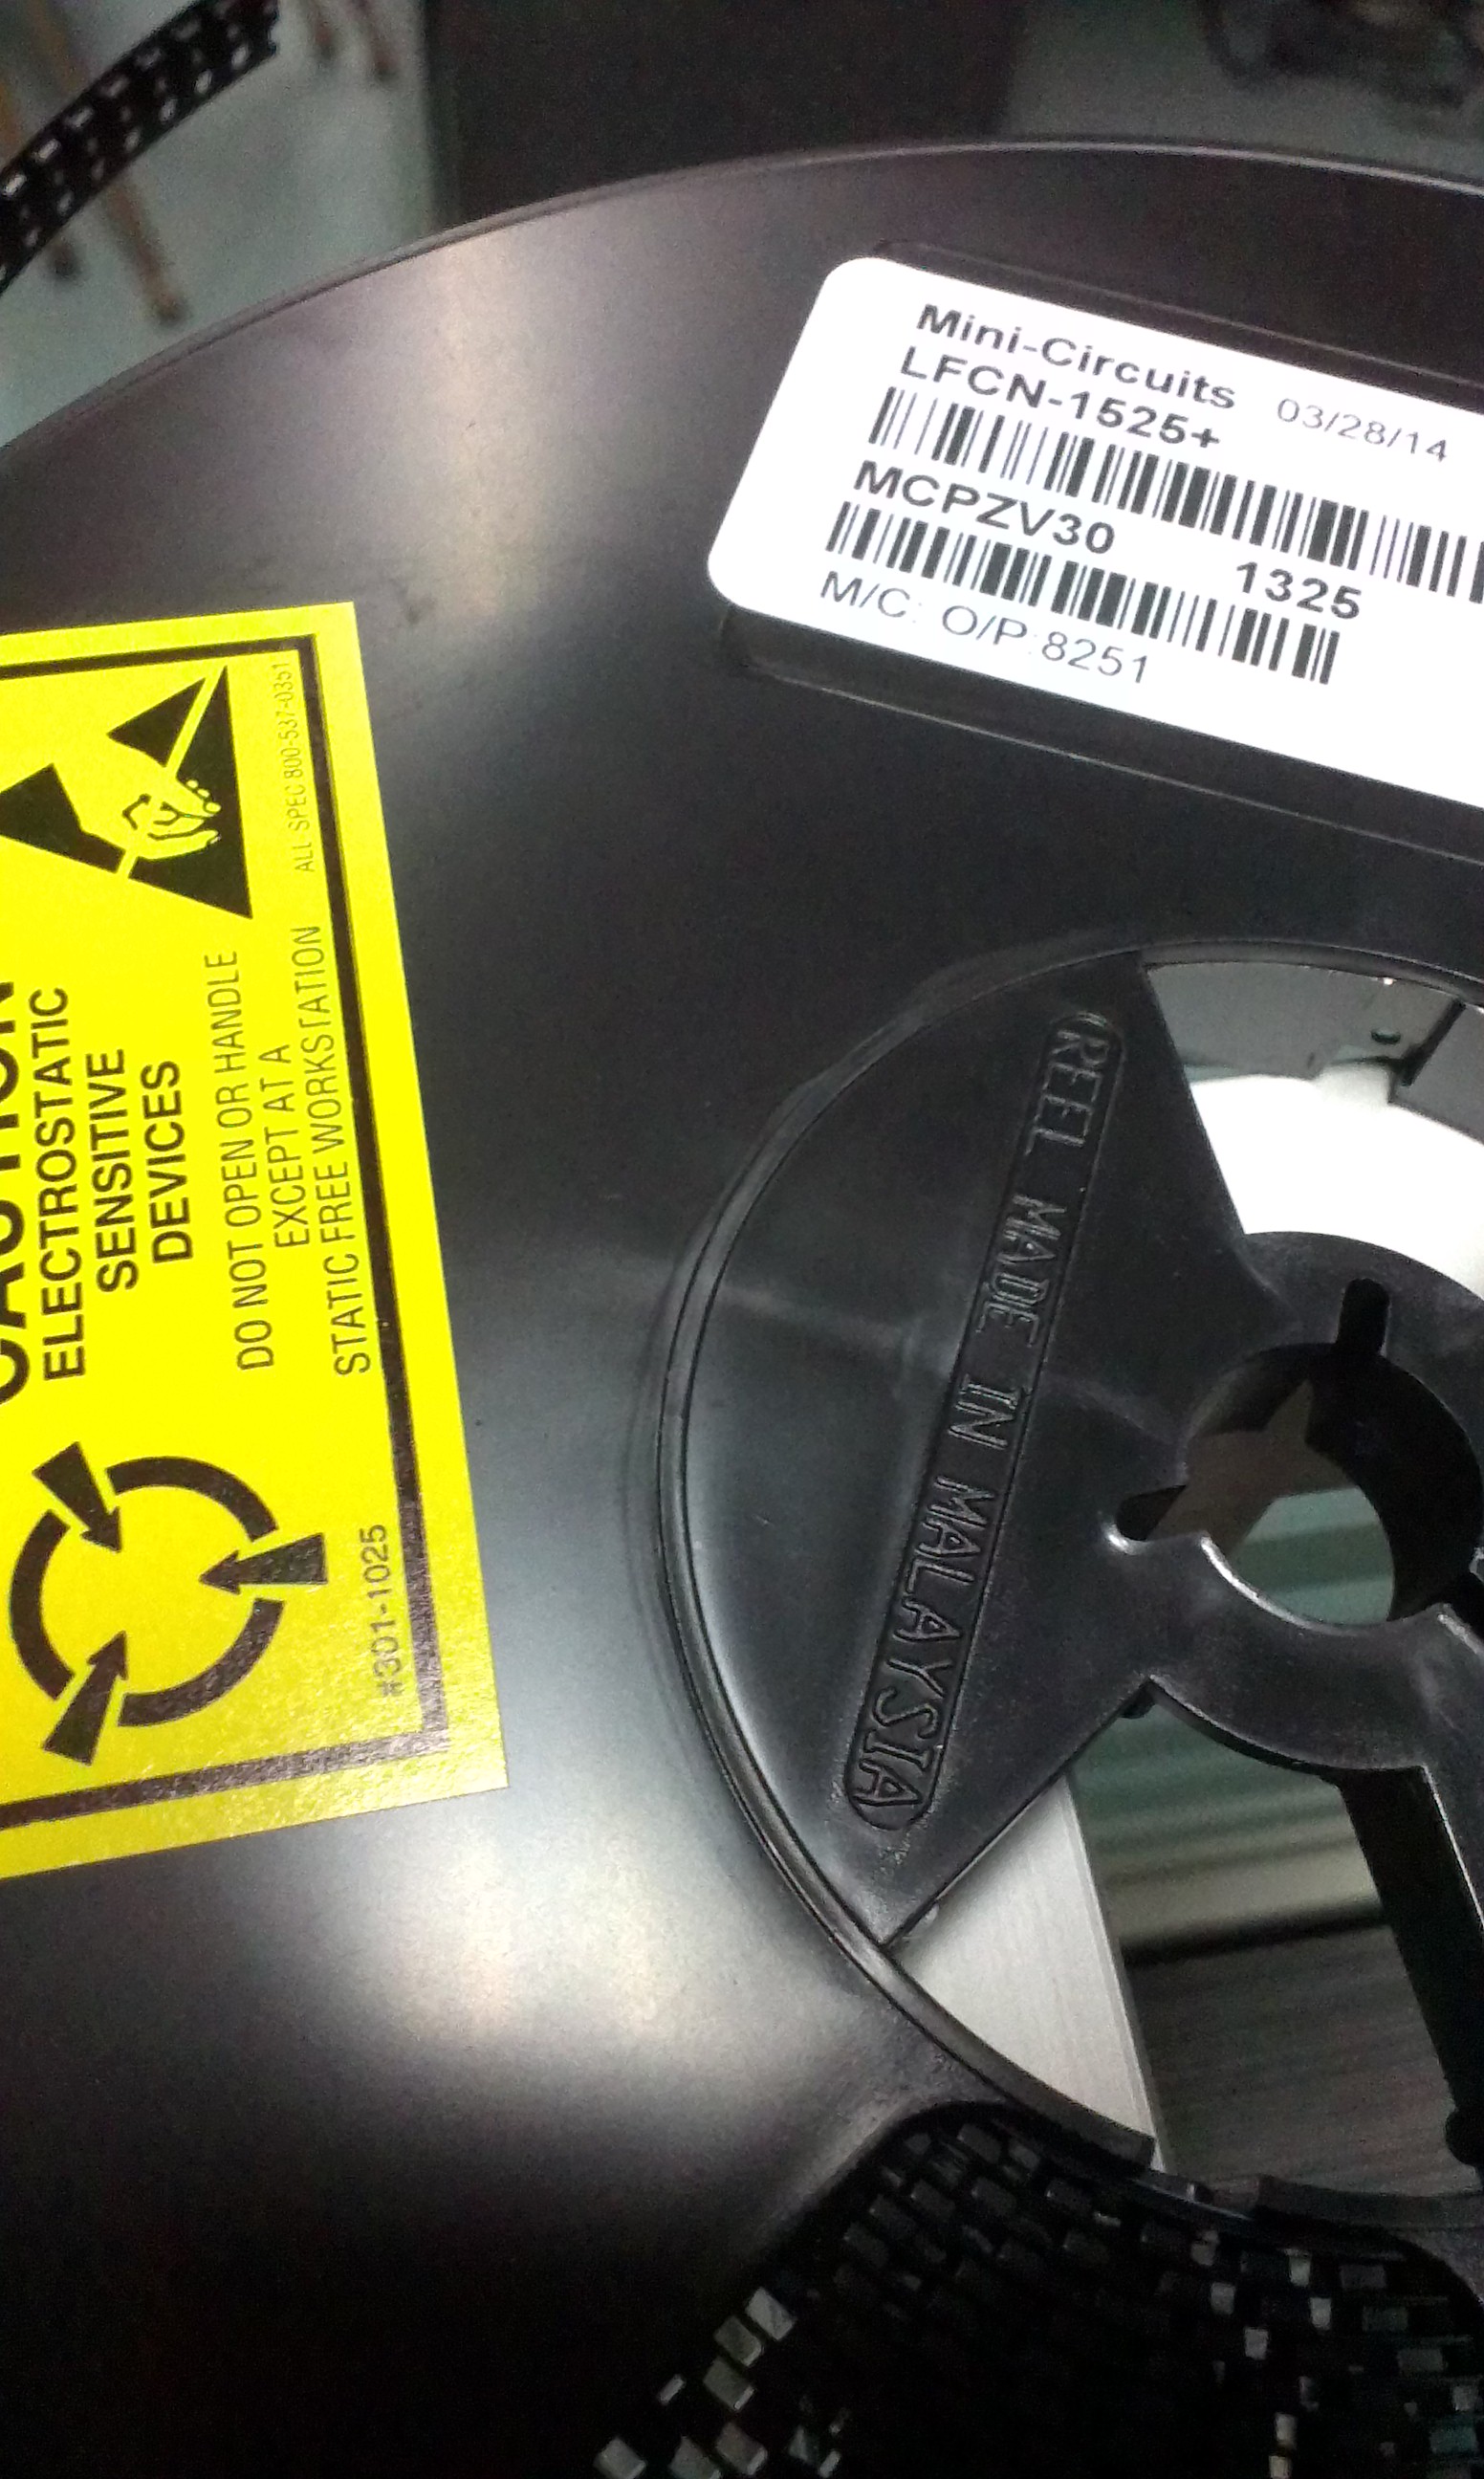 Mini-Circuits 03/28/14
LFCN-1525+
MCPZV30 1325
M/C: O/P:8251
ELECTROSTATIC
SENSITIVE
DEVICES
DO NOT OPEN OR HANDLE
EXCEPT AT A
STATIC FREE WORKSTATION
ALL SPEC 800-537-0351
#301-1025
REEL MADE IN MALAYSIA